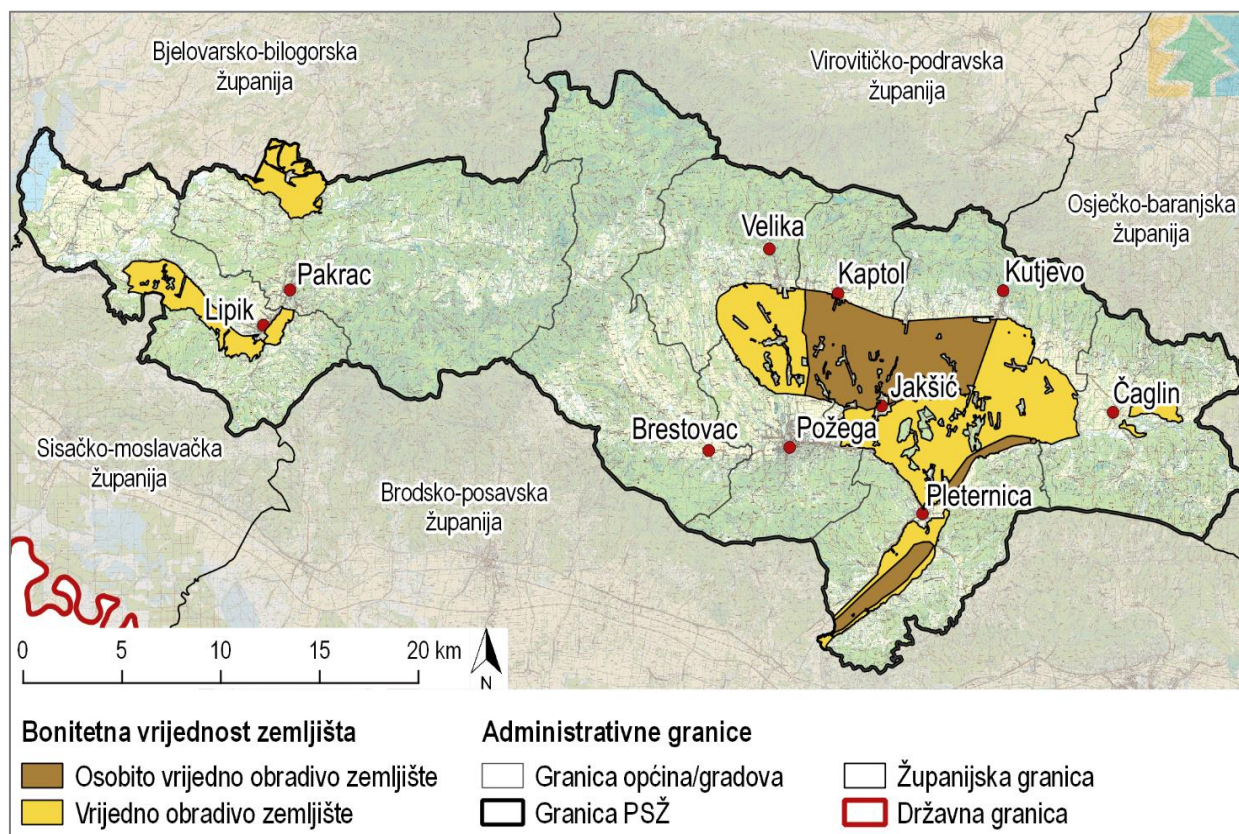 Bjelovarsko-bilogorska
županija
Virovitičko-podravska
županija
Osječko-baranjska
županija
Velika
Kaptol
Kutjevo
Pakrac
Lipik
Jakšić
Čaglin
Brestovac
Požega
Sisačko-moslavačka
županija
Brodsko-posavska
županija
Pleternica
0 5 10 15 20 km
N
Bonitetna vrijednost zemljišta
Osobito vrijedno obradivo zemljište
Vrijedno obradivo zemljište
Administrativne granice
Granica općina/gradova
Granica PSŽ
Županijska granica
Državna granica